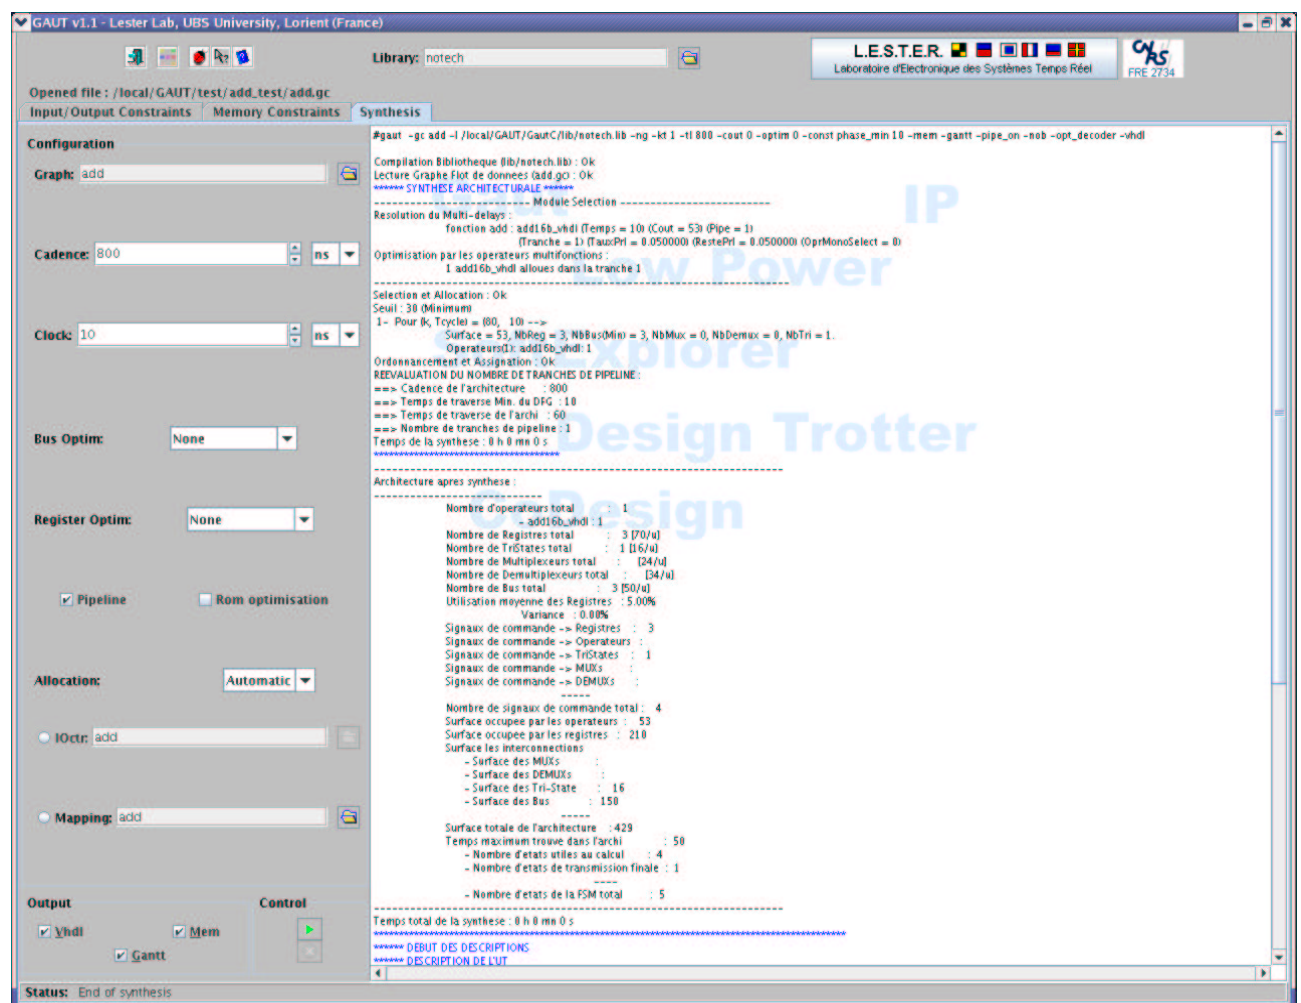 GAUT v1.1 - Lester Lab, UBS University, Lorient (France)
Library: notech
L.E.S.T.E.R.
Laboratoire d'Electronique des Systèmes Temps Réel
CNRS
FRE 2734
Opened file : /local/GAUT/test/add_test/add.gc
Input/Output Constraints Memory Constraints Synthesis
Configuration
Graph: add
Cadence: 800 ns
Clock: 10 ns
Bus Optim: None
Register Optim: None
Pipeline Rom optimisation
Allocation: Automatic
IOctr: add
Mapping: add
Output Control
Vhdl Mem
Gantt
#gaut -gc add -l /local/GAUT/GautC/lib/notech.lib -ng -kt 1 -tl 800 -cout 0 -optim 0 -const phase_min 10 -mem -gantt -pipe_on -nob -opt_decoder -vhdl
Compilation Bibliotheque (lib/notech.lib) : Ok
Lecture Graphe Flot de donnees (add.gc) : Ok
****** SYNTHESE ARCHITECTURALE ******
--------------------------- Module Selection --------------------------
Resolution du Multi-delays :
fonction add : add16b_vhdl (Temps = 10) (Cout = 53) (Pipe = 1)
(Tranche = 1) (TauxPrl = 0.050000) (RestePrl = 0.050000) (OprMonoSelect = 0)
Optimisation par les operateurs multifonctions :
1 add16b_vhdl alloues dans la tranche 1
Selection et Allocation : Ok
Seuil : 30 (Minimum)
1- Pour (k, Tcycle) = (80, 10) -->
Surface = 53, NbReg = 3, NbBus(Min) = 3, NbMux = 0, NbDemux = 0, NbTri = 1.
Operateurs(1): add16b_vhdl: 1
Ordonnancement et Assignation : Ok
REEVALUATION DU NOMBRE DE TRANCHES DE PIPELINE :
==> Cadence de l'architecture : 800
==> Temps de traverse Min. du DFG : 10
==> Temps de traverse de l'archi : 60
==> Nombre de tranches de pipeline : 1
Temps de la synthese : 0 h 0 mn 0 s
Architecture apres synthese :
Nombre d'operateurs total : 1
- add16b_vhdl : 1
Nombre de Registres total : 3 [70/u]
Nombre de TriStates total : 1 [16/u]
Nombre de Multiplexeurs total : [24/u]
Nombre de Demultiplexeurs total : [34/u]
Nombre de Bus total : 3 [50/u]
Utilisation moyenne des Registres : 5.00%
Variance : 0.00%
Signaux de commande -> Registres : 3
Signaux de commande -> Operateurs :
Signaux de commande -> TriStates : 1
Signaux de commande -> MUXs :
Signaux de commande -> DEMUXs :
-----
Nombre de signaux de commande total : 4
Surface occupee par les operateurs : 53
Surface occupee par les registres : 210
Surface les interconnections
- Surface des MUXs :
- Surface des DEMUXs :
- Surface des Tri-State : 16
- Surface des Bus : 150
-----
Surface totale de l'architecture : 429
Temps maximum trouve dans l'archi : 50
- Nombre d'etats utiles au calcul : 4
- Nombre d'etats de transmission finale : 1
----
- Nombre d'etats de la FSM total : 5
Temps total de la synthese : 0 h 0 mn 0 s
****** DEBUT DES DESCRIPTIONS
****** DESCRIPTION DE L'UT
Gaut
IP
Low Power
Explorer
Design Trotter
CoDesign
Status: End of synthesis